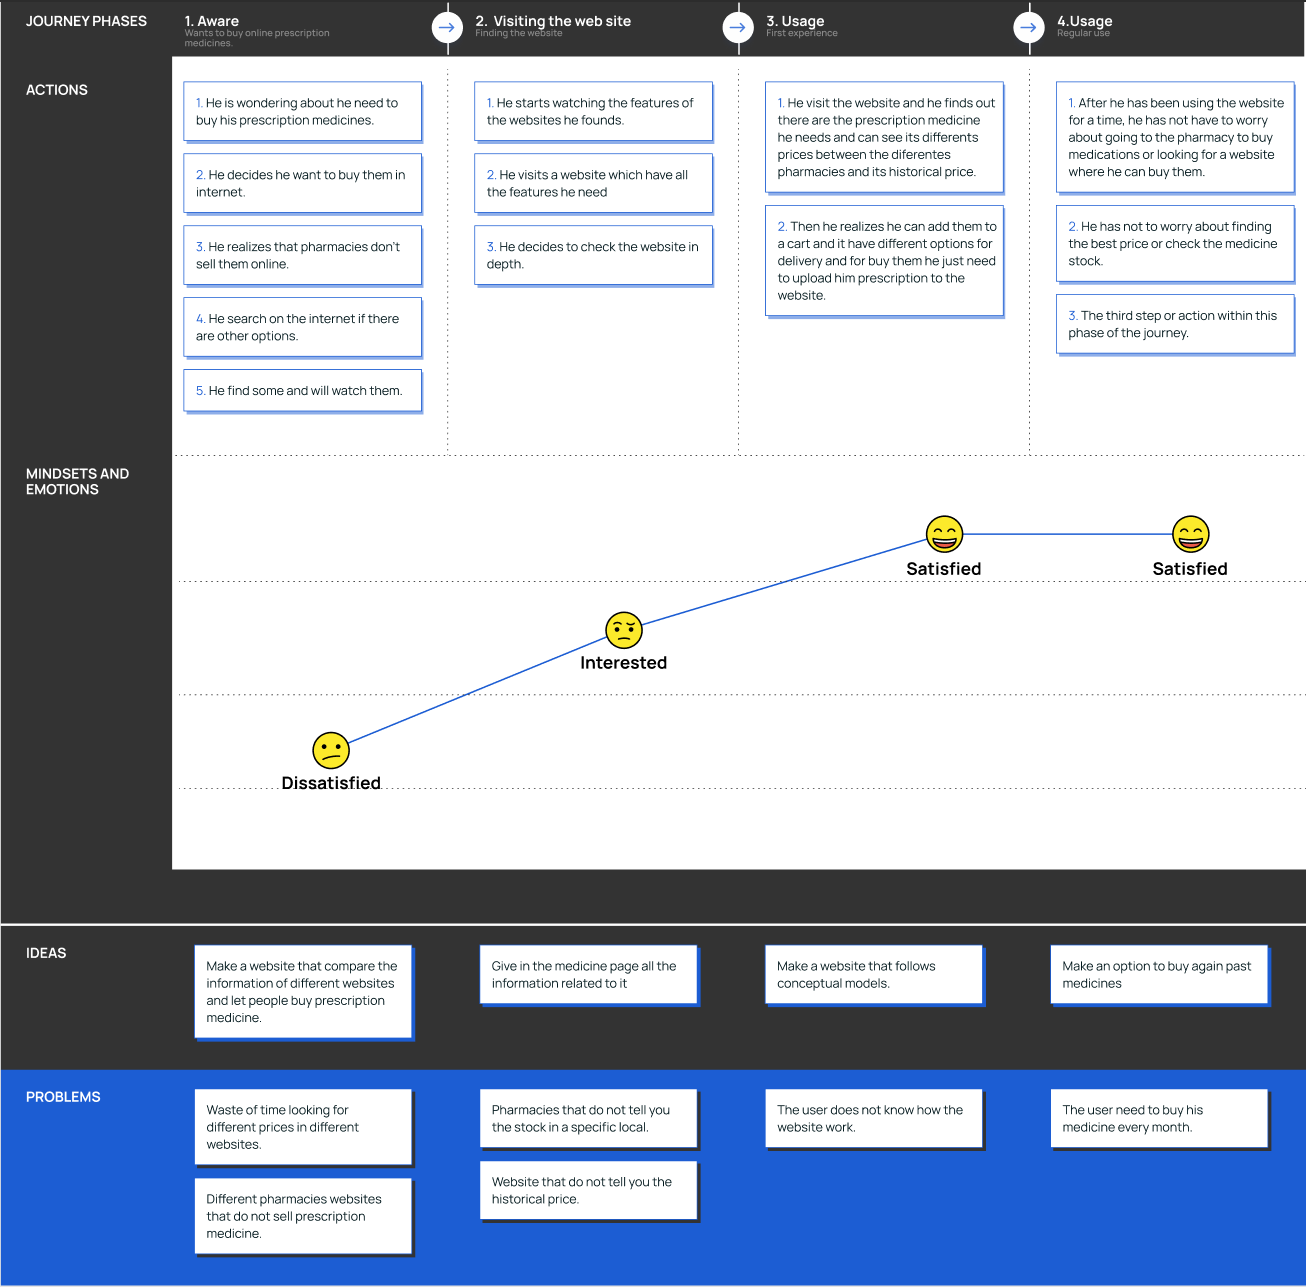 JOURNEY PHASES
1. Aware
Wants to buy online prescription
medicines.
2.  Visiting the web site
Finding the website
3. Usage
First experience
4.Usage
Regular use
ACTIONS
1. He is wondering about he need to
buy his prescription medicines.
2. He decides he want to buy them in
internet.
3. He realizes that pharmacies don't
sell them online.
4. He search on the internet if there
are other options.
5. He find some and will watch them.
1. He starts watching the features of
the websites he founds.
2. He visits a website which have all
the features he need
3. He decides to check the website in
depth.
1. He visit the website and he finds out
there are the prescription medicine
he needs and can see its differents
prices between the diferentes
pharmacies and its historical price.
2. Then he realizes he can add them to
a cart and it have different options for
delivery and for buy them he just need
to upload him prescription to the
website.
1. After he has been using the website
for a time, he has not have to worry
about going to the pharmacy to buy
medications or looking for a website
where he can buy them.
2. He has not to worry about finding
the best price or check the medicine
stock.
3. The third step or action within this
phase of the journey.
MINDSETS AND
EMOTIONS
Dissatisfied
Interested
Satisfied
Satisfied
IDEAS
Make a website that compare the
information of different websites
and let people buy prescription
medicine.
Give in the medicine page all the
information related to it
Make a website that follows
conceptual models.
Make an option to buy again past
medicines
PROBLEMS
Waste of time looking for
different prices in different
websites.
Different pharmacies websites
that do not sell prescription
medicine.
Pharmacies that do not tell you
the stock in a specific local.
Website that do not tell you the
historical price.
The user does not know how the
website work.
The user need to buy his
medicine every month.